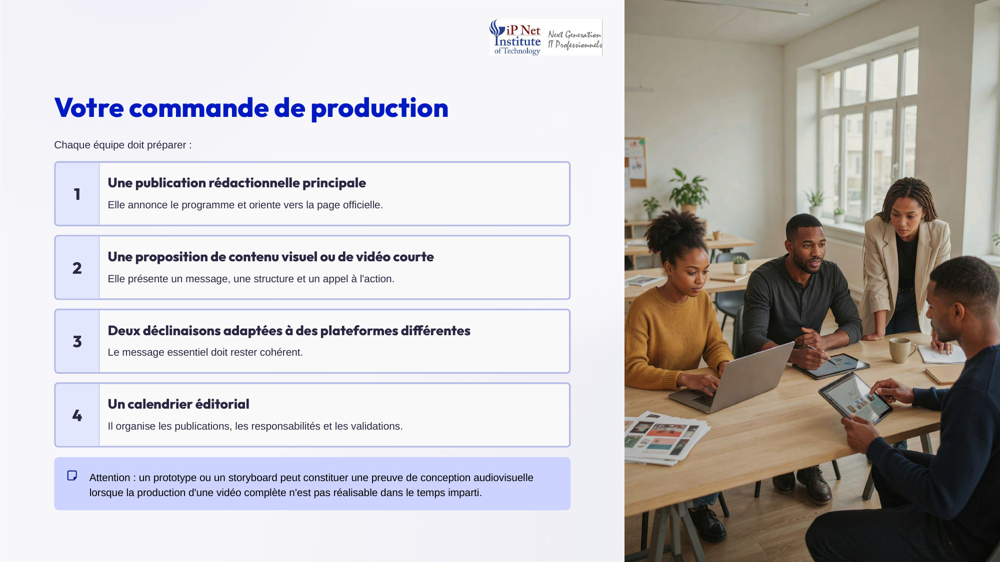 iP Net
Institute
of Technology
Next Generation
IT Professionnels
Votre commande de production
Chaque équipe doit préparer :
1
Une publication rédactionnelle principale
Elle annonce le programme et oriente vers la page officielle.
2
Une proposition de contenu visuel ou de vidéo courte
Elle présente un message, une structure et un appel à l'action.
3
Deux déclinaisons adaptées à des plateformes différentes
Le message essentiel doit rester cohérent.
4
Un calendrier éditorial
Il organise les publications, les responsabilités et les validations.
Attention : un prototype ou un storyboard peut constituer une preuve de conception audiovisuelle
lorsque la production d'une vidéo complète n'est pas réalisable dans le temps imparti.